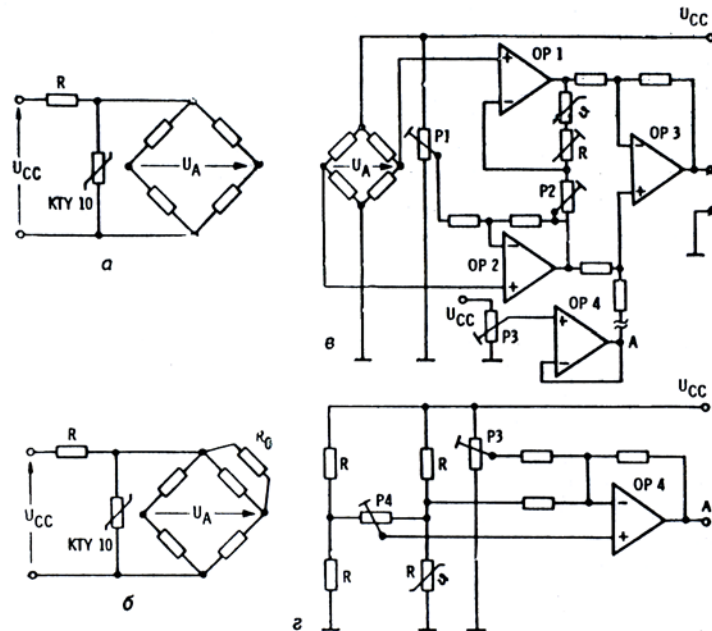 R
U_CC
KTY 10
U_A
а
U_CC
OP 1
P1
U_A
ϑ
R
P2
OP 3
OP 2
OP 4
U_CC
P3
A
в
R
R_0
U_CC
KTY 10
U_A
б
U_CC
R
R
P3
P4
OP 4
A
R
R
ϑ
г